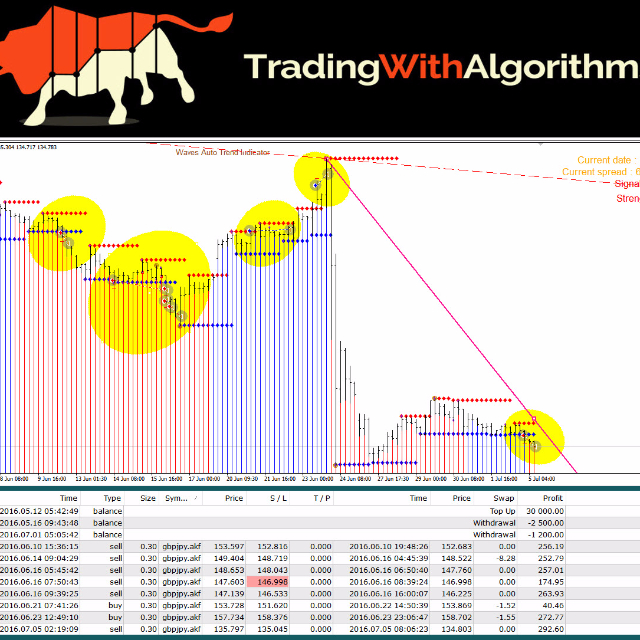 TradingWithAlgorithm
5.304 134.717 134.783
Waves Auto Trend Indicator
Current date :
Current spread : 6
Signa
Stren
8 Jun 08:00 9 Jun 16:00 13 Jun 01:30 14 Jun 08:00 15 Jun 16:00 17 Jun 00:00 20 Jun 09:30 21 Jun 16:00 23 Jun 00:00 24 Jun 08:00 27 Jun 17:30 29 Jun 00:00 30 Jun 08:00 1 Jul 16:00 5 Jul 04:00
Time Type Size Sym... Price S / L T / P Time Price Swap Profit
2016.05.12 05:42:49 balance Top Up 30 000.00
2016.05.16 09:43:48 balance Withdrawal -2 500.00
2016.07.01 05:05:42 balance Withdrawal -1 200.00
2016.06.10 15:36:15 sell 0.30 gbpjpy.akf 153.597 152.816 0.000 2016.06.10 19:48:26 152.683 0.00 256.19
2016.06.14 09:04:29 sell 0.30 gbpjpy.akf 149.404 148.719 0.000 2016.06.16 04:45:39 148.522 -8.28 252.79
2016.06.16 05:45:42 sell 0.30 gbpjpy.akf 148.653 148.043 0.000 2016.06.16 06:50:40 147.760 0.00 257.01
2016.06.16 07:50:43 sell 0.30 gbpjpy.akf 147.603 146.998 0.000 2016.06.16 08:39:24 146.998 0.00 174.95
2016.06.16 09:39:25 sell 0.30 gbpjpy.akf 147.139 146.533 0.000 2016.06.16 16:00:07 146.225 0.00 263.93
2016.06.21 07:41:26 buy 0.30 gbpjpy.akf 153.728 151.620 0.000 2016.06.22 14:50:39 153.869 -1.52 40.46
2016.06.23 12:49:10 buy 0.30 gbpjpy.akf 157.734 158.376 0.000 2016.06.23 23:06:47 158.702 -1.55 272.77
2016.07.05 02:19:09 sell 0.30 gbpjpy.akf 135.797 135.045 0.000 2016.07.05 08:06:23 134.803 0.00 292.60